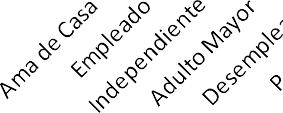 Ama de Casa
Empleado
Independiente
Adulto Mayor